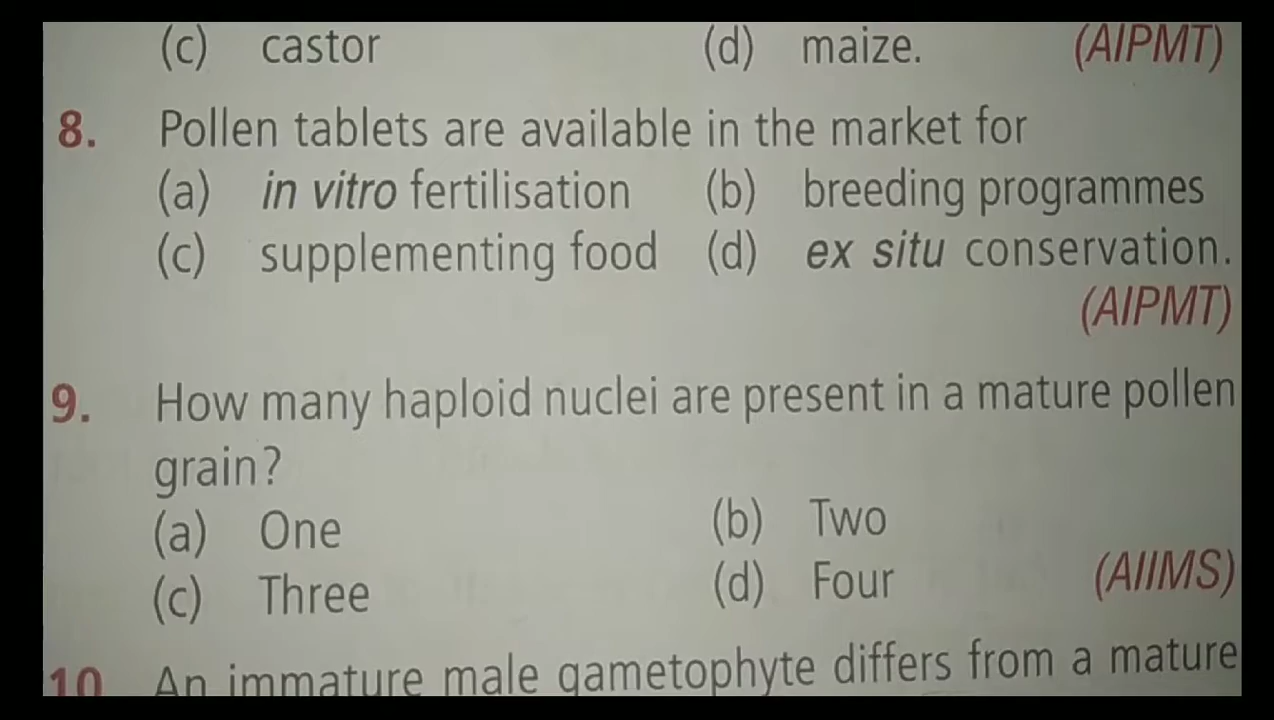 (c) castor (d) maize. (AIPMT)
8. Pollen tablets are available in the market for
(a) in vitro fertilisation (b) breeding programmes
(c) supplementing food (d) ex situ conservation.
(AIPMT)
9. How many haploid nuclei are present in a mature pollen
grain?
(a) One (b) Two
(c) Three (d) Four (AIIMS)
10 An immature male gametophyte differs from a mature